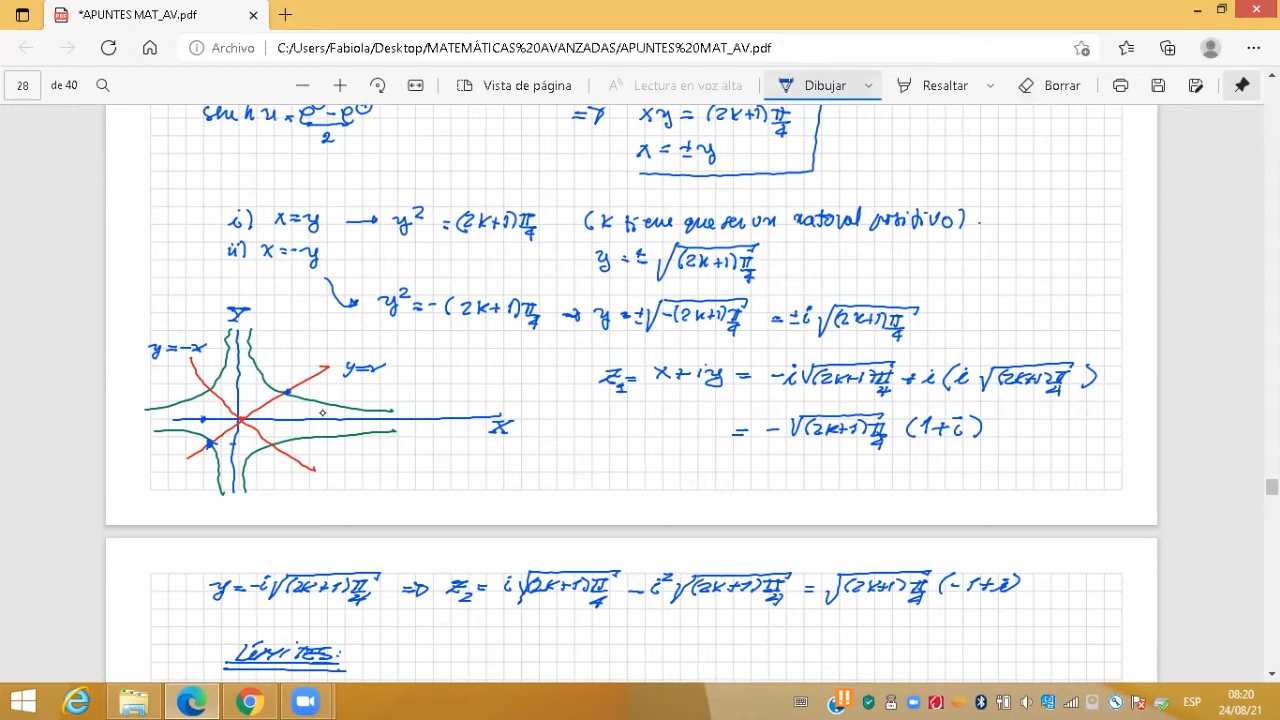 *APUNTES MAT_AV.pdf
Archivo C:/Users/Fabiola/Desktop/MATEMÁTICAS%20AVANZADAS/APUNTES%20MAT_AV.pdf
28 de 40 Vista de página Lectura en voz alta Dibujar Resaltar Borrar
senh u = (e^u - e^-u)/2 => xy = (2k+1)π/4
x = ± y
i) x=y → y² = (2k+1)π/4 (k tiene que ser un natural positivo).
ii) x=-y y = ± √((2k+1)π/4)
y² = -(2k+1)π/4 → y = ±√(-(2k+1)π/4) = ± i √((2k+1)π/4)
Y
y=-x
y=x
X
z₁ = x + iy = -i√((2k+1)π/4) + i(i√((2k+1)π/4))
= -√((2k+1)π/4) (1+i)
y = -i√((2k+1)π/4) => z₂ = i√((2k+1)π/4) - i²√((2k+1)π/4) = √((2k+1)π/4) (-1+i)
LÍMITES:
ESP
08:20
24/08/21